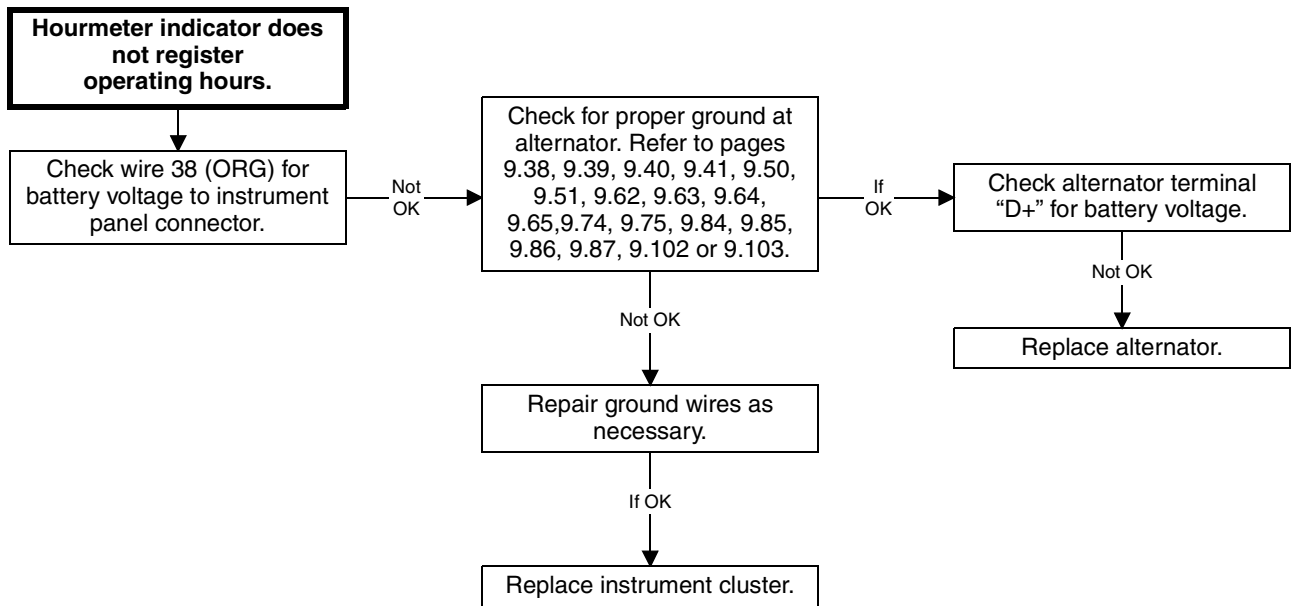 Hourmeter indicator does
not register
operating hours.
Check wire 38 (ORG) for
battery voltage to instrument
panel connector.
Not
OK
Check for proper ground at
alternator. Refer to pages
9.38, 9.39, 9.40, 9.41, 9.50,
9.51, 9.62, 9.63, 9.64,
9.65,9.74, 9.75, 9.84, 9.85,
9.86, 9.87, 9.102 or 9.103.
If
OK
Check alternator terminal
“D+” for battery voltage.
Not OK
Replace alternator.
Not OK
Repair ground wires as
necessary.
If OK
Replace instrument cluster.